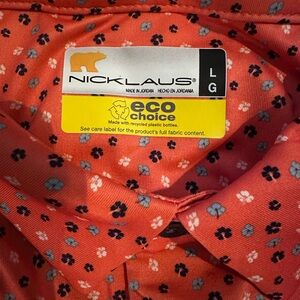 NICKLAUS®
MADE IN JORDAN HECHO EN JORDANIA
L
G
eco
choice
Made with recycled plastic bottles.
See care label for the product's full fabric content.